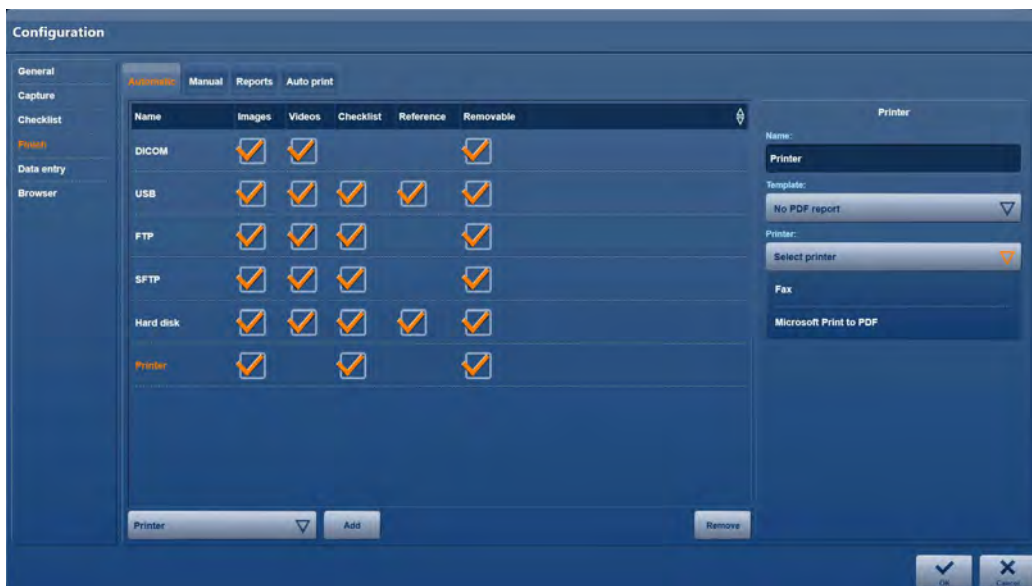 Configuration
General
Capture
Checklist
Finish
Data entry
Browser
Automatic Manual Reports Auto print
Name Images Videos Checklist Reference Removable
DICOM
USB
FTP
SFTP
Hard disk
Printer
Printer Add Remove
Printer
Name:
Printer
Template:
No PDF report
Printer:
Select printer
Fax
Microsoft Print to PDF
OK Cancel